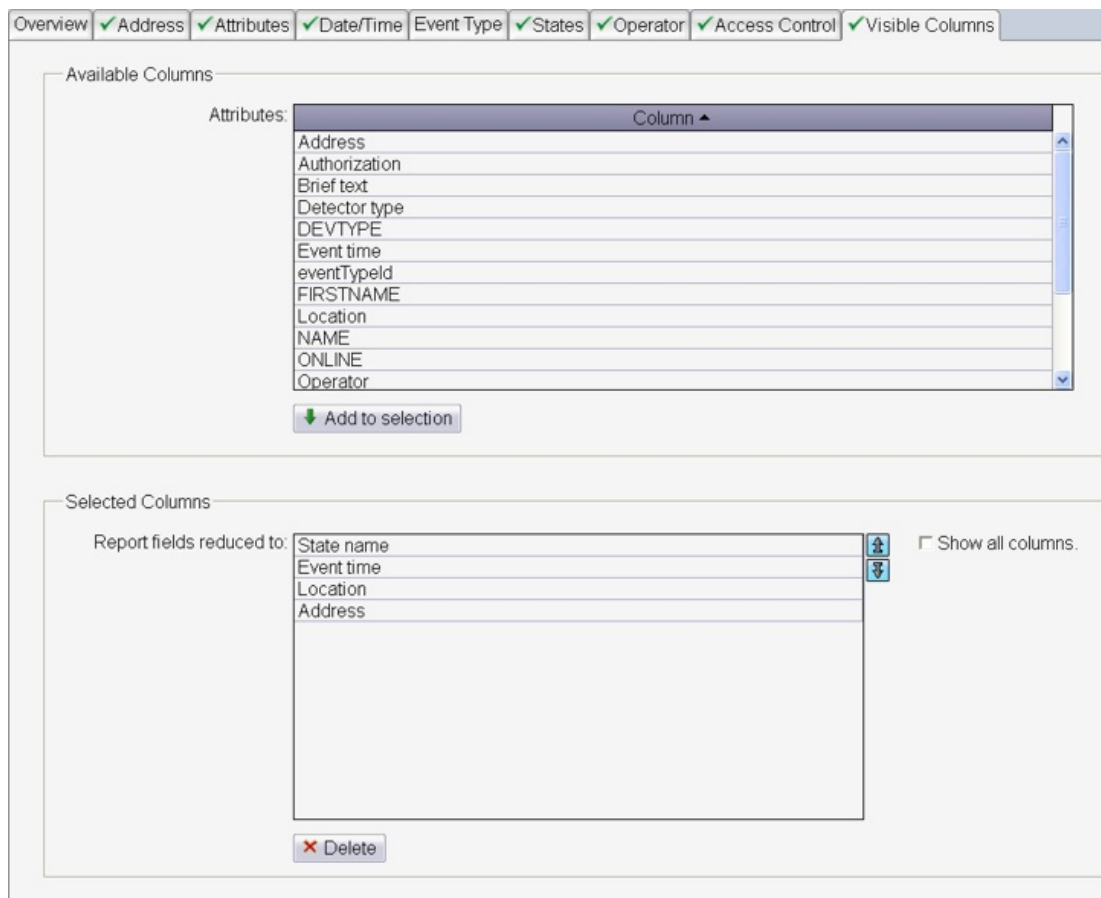 Overview Address Attributes Date/Time Event Type States Operator Access Control Visible Columns
Available Columns
Attributes: Column
Address
Authorization
Brief text
Detector type
DEVTYPE
Event time
eventTypeId
FIRSTNAME
Location
NAME
ONLINE
Operator
Add to selection
Selected Columns
Report fields reduced to: State name Show all columns.
Event time
Location
Address
Delete